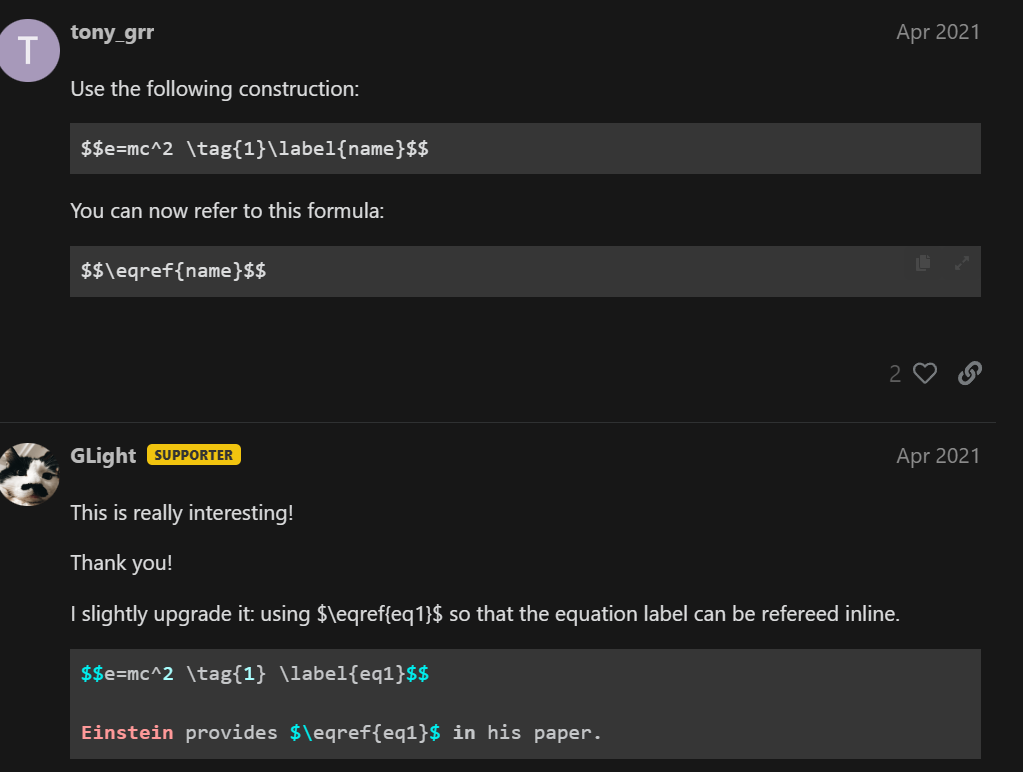 T
tony_grr
Apr 2021
Use the following construction:
$$e=mc^2 \tag{1}\label{name}$$
You can now refer to this formula:
$$\eqref{name}$$
2
GLight SUPPORTER
Apr 2021
This is really interesting!
Thank you!
I slightly upgrade it: using $\eqref{eq1}$ so that the equation label can be refereed inline.
$$e=mc^2 \tag{1} \label{eq1}$$
Einstein provides $\eqref{eq1}$ in his paper.